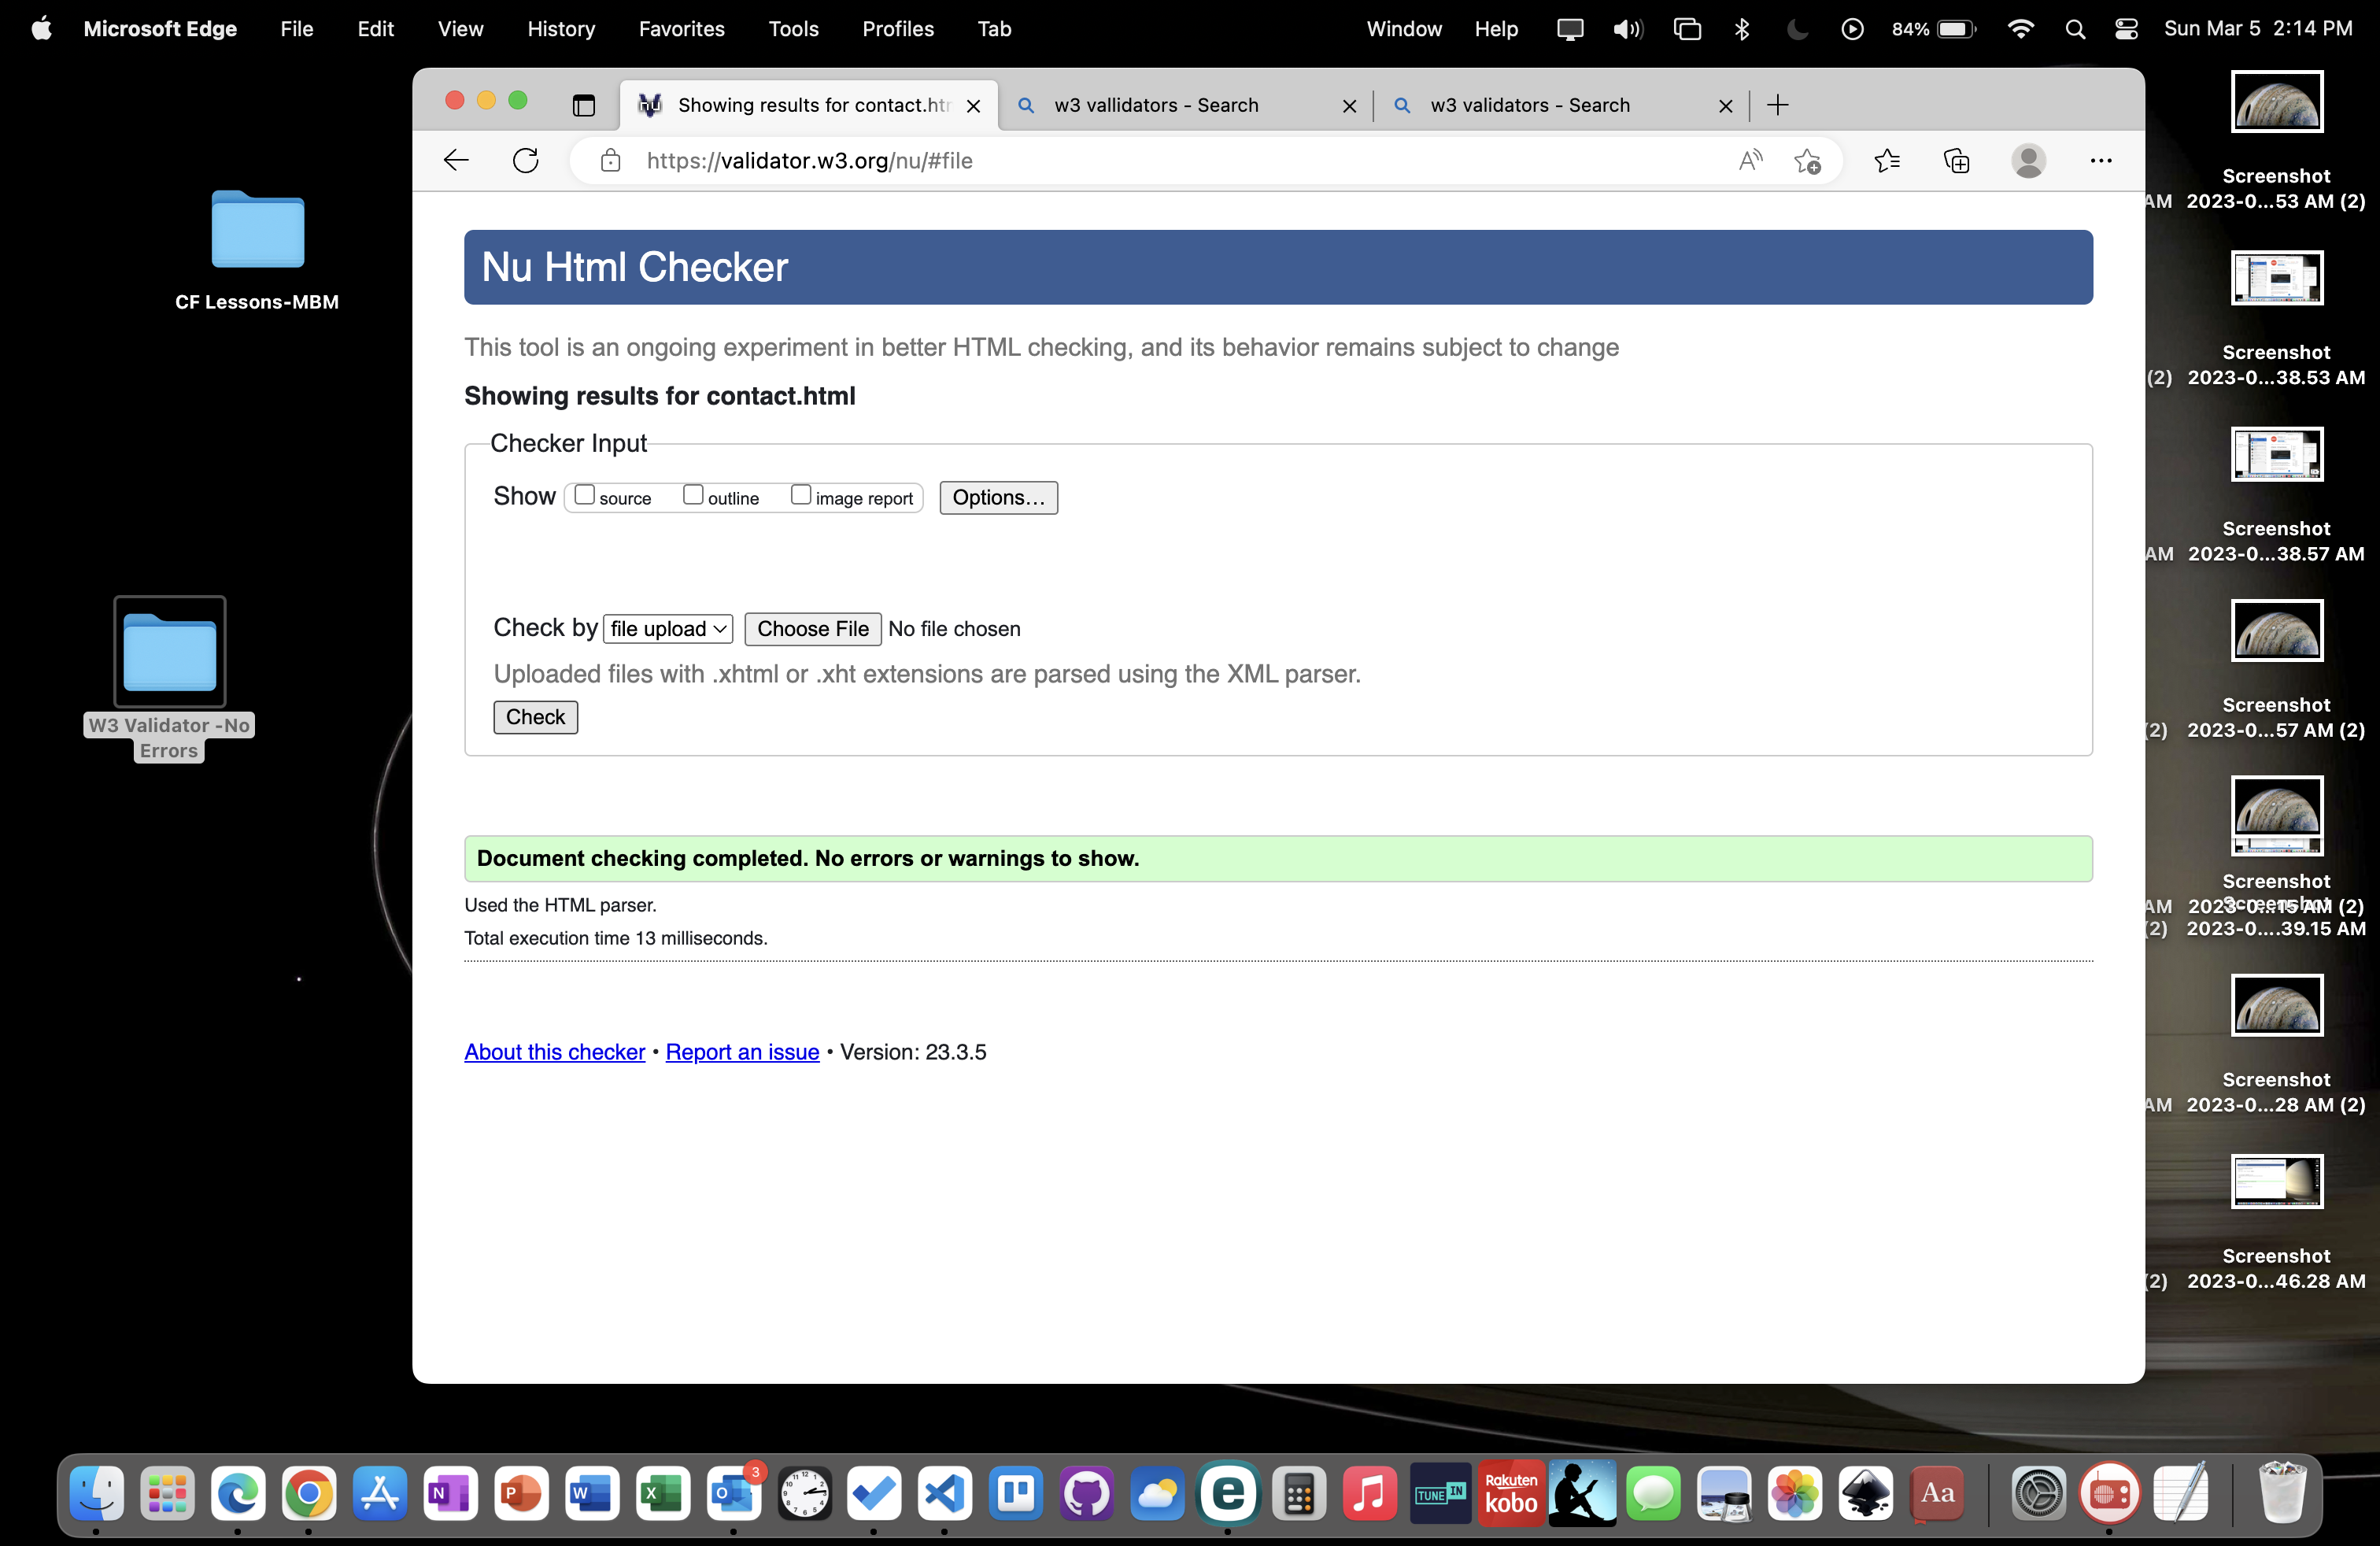 Microsoft Edge File Edit View History Favorites Tools Profiles Tab Window Help 84% Sun Mar 5 2:14 PM
Showing results for contact.htm
w3 vallidators - Search
w3 validators - Search
https://validator.w3.org/nu/#file
Nu Html Checker
This tool is an ongoing experiment in better HTML checking, and its behavior remains subject to change
Showing results for contact.html
Checker Input
Show source outline image report Options...
Check by file upload Choose File No file chosen
Uploaded files with .xhtml or .xht extensions are parsed using the XML parser.
Check
Document checking completed. No errors or warnings to show.
Used the HTML parser.
Total execution time 13 milliseconds.
About this checker • Report an issue • Version: 23.3.5
CF Lessons-MBM
W3 Validator -No
Errors
Screenshot
AM 2023-0...53 AM (2)
Screenshot
(2) 2023-0...38.53 AM
Screenshot
AM 2023-0...38.57 AM
Screenshot
(2) 2023-0...57 AM (2)
Screenshot
AM 2023-0...15 AM (2)
Screenshot
(2) 2023-0....39.15 AM
Screenshot
AM 2023-0...28 AM (2)
Screenshot
(2) 2023-0...46.28 AM
N P W X O 3 e TUNE IN Rakuten kobo Aa